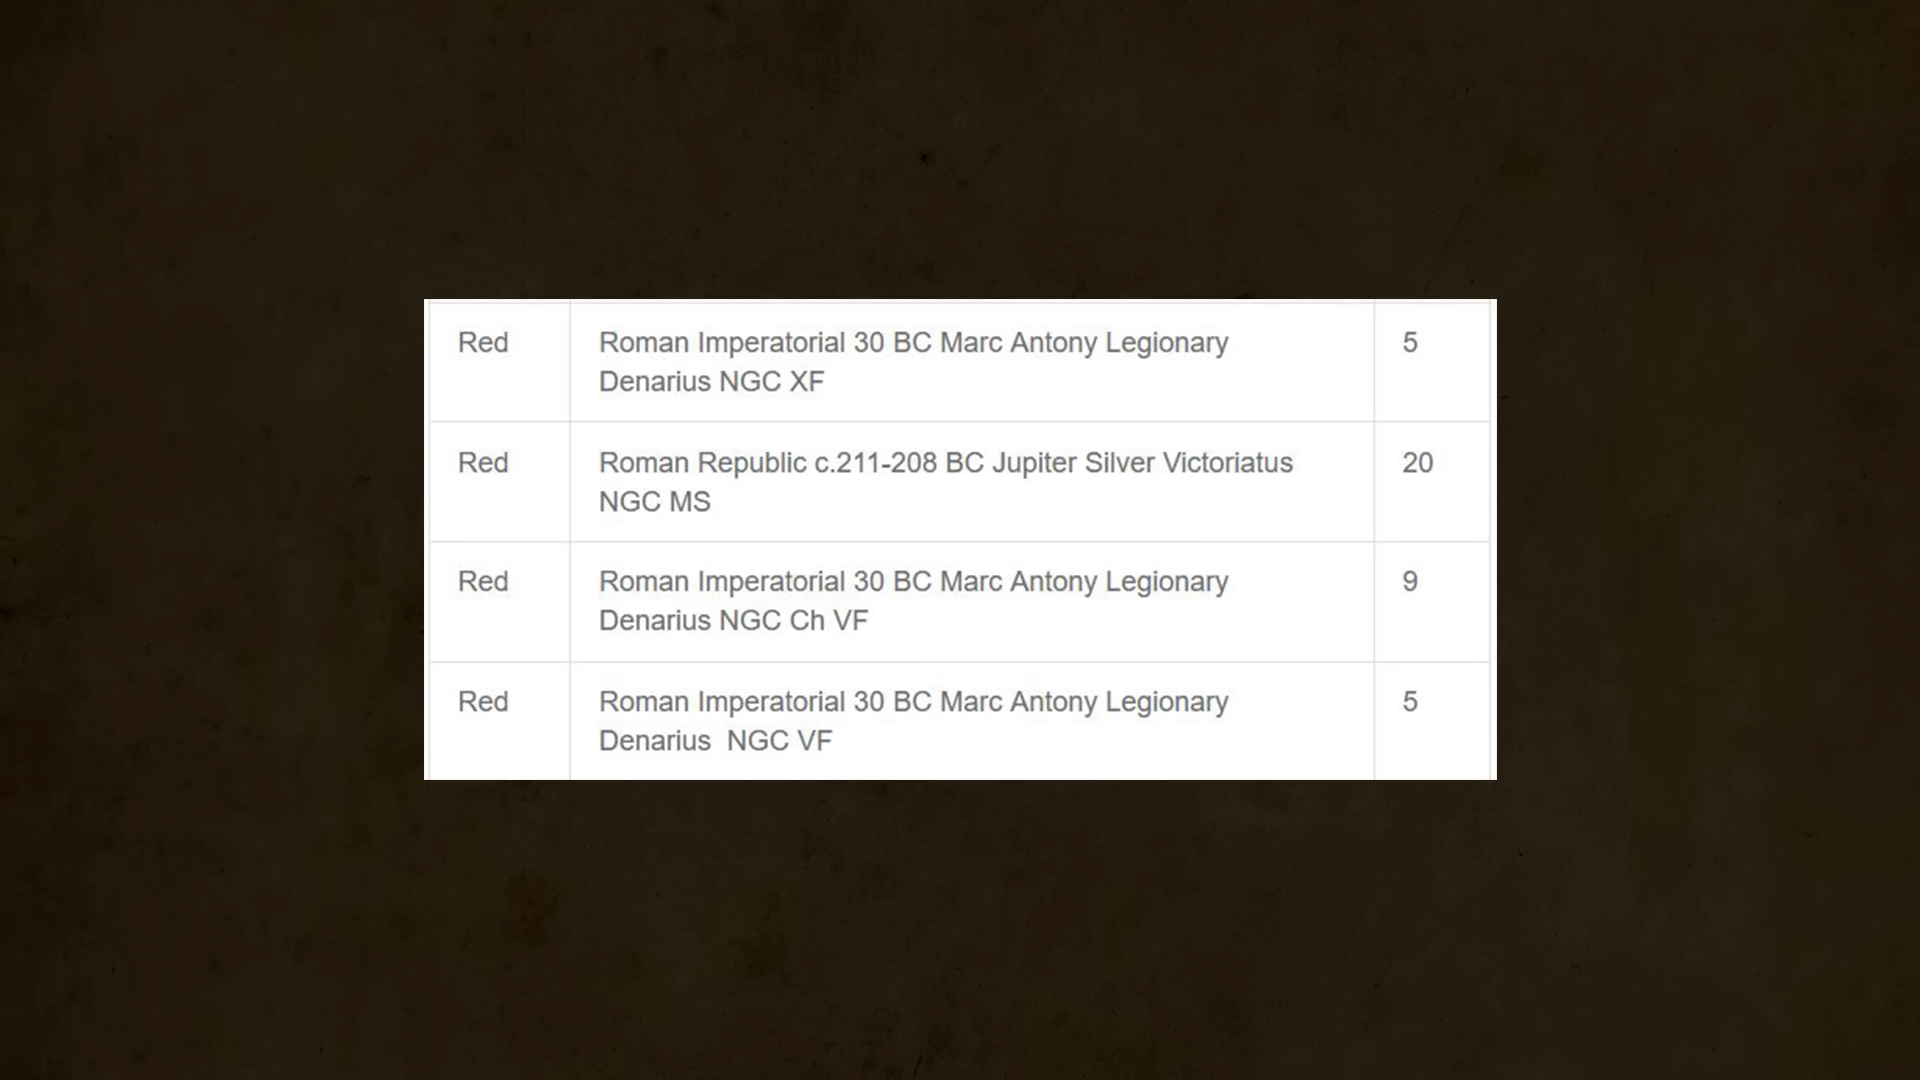 Red
Roman Imperatorial 30 BC Marc Antony Legionary
Denarius NGC XF
5
Red
Roman Republic c.211-208 BC Jupiter Silver Victoriatus
NGC MS
20
Red
Roman Imperatorial 30 BC Marc Antony Legionary
Denarius NGC Ch VF
9
Red
Roman Imperatorial 30 BC Marc Antony Legionary
Denarius  NGC VF
5